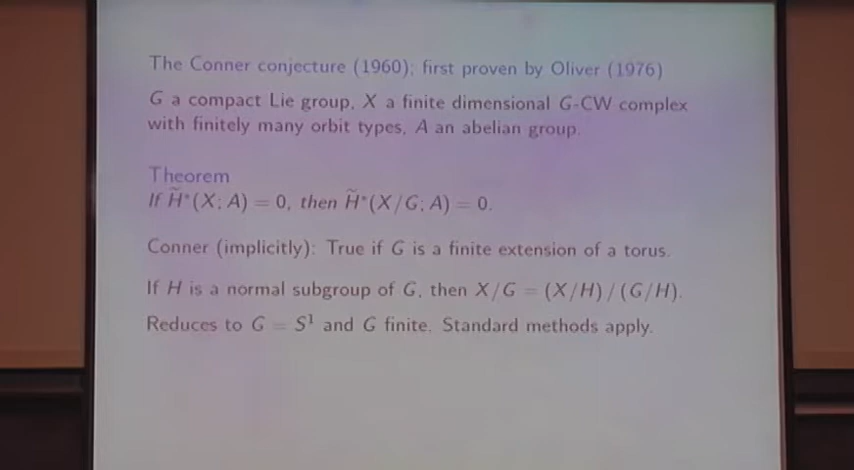 The Conner conjecture (1960); first proven by Oliver (1976)
G a compact Lie group, X a finite dimensional G-CW complex
with finitely many orbit types, A an abelian group.
Theorem
If H̃*(X; A) = 0, then H̃*(X/G; A) = 0.
Conner (implicitly): True if G is a finite extension of a torus.
If H is a normal subgroup of G, then X/G = (X/H)/(G/H).
Reduces to G = S¹ and G finite. Standard methods apply.